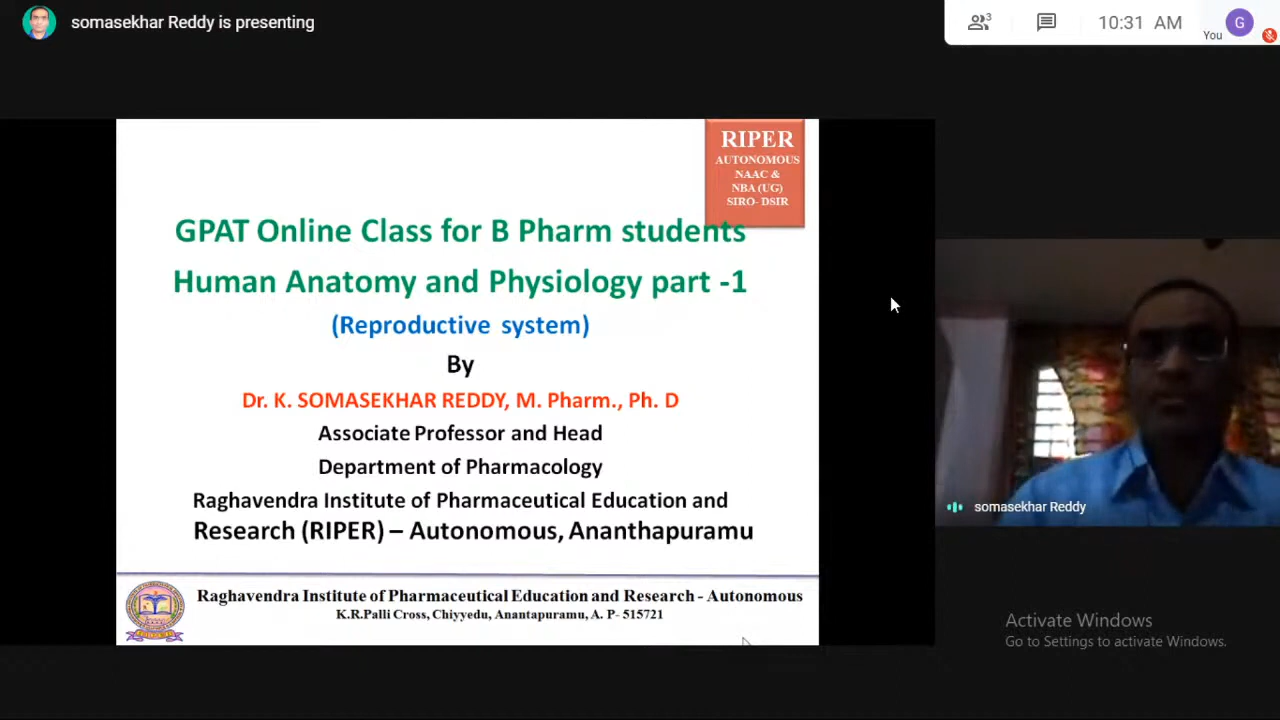 somasekhar Reddy is presenting
3
10:31 AM
You
G
RIPER
AUTONOMOUS
NAAC &
NBA (UG)
SIRO- DSIR
GPAT Online Class for B Pharm students
Human Anatomy and Physiology part -1
(Reproductive system)
By
Dr. K. SOMASEKHAR REDDY, M. Pharm., Ph. D
Associate Professor and Head
Department of Pharmacology
Raghavendra Institute of Pharmaceutical Education and
Research (RIPER) – Autonomous, Ananthapuramu
somasekhar Reddy
Raghavendra Institute of Pharmaceutical Education and Research - Autonomous
K.R.Palli Cross, Chiyyedu, Anantapuramu, A. P- 515721
Activate Windows
Go to Settings to activate Windows.